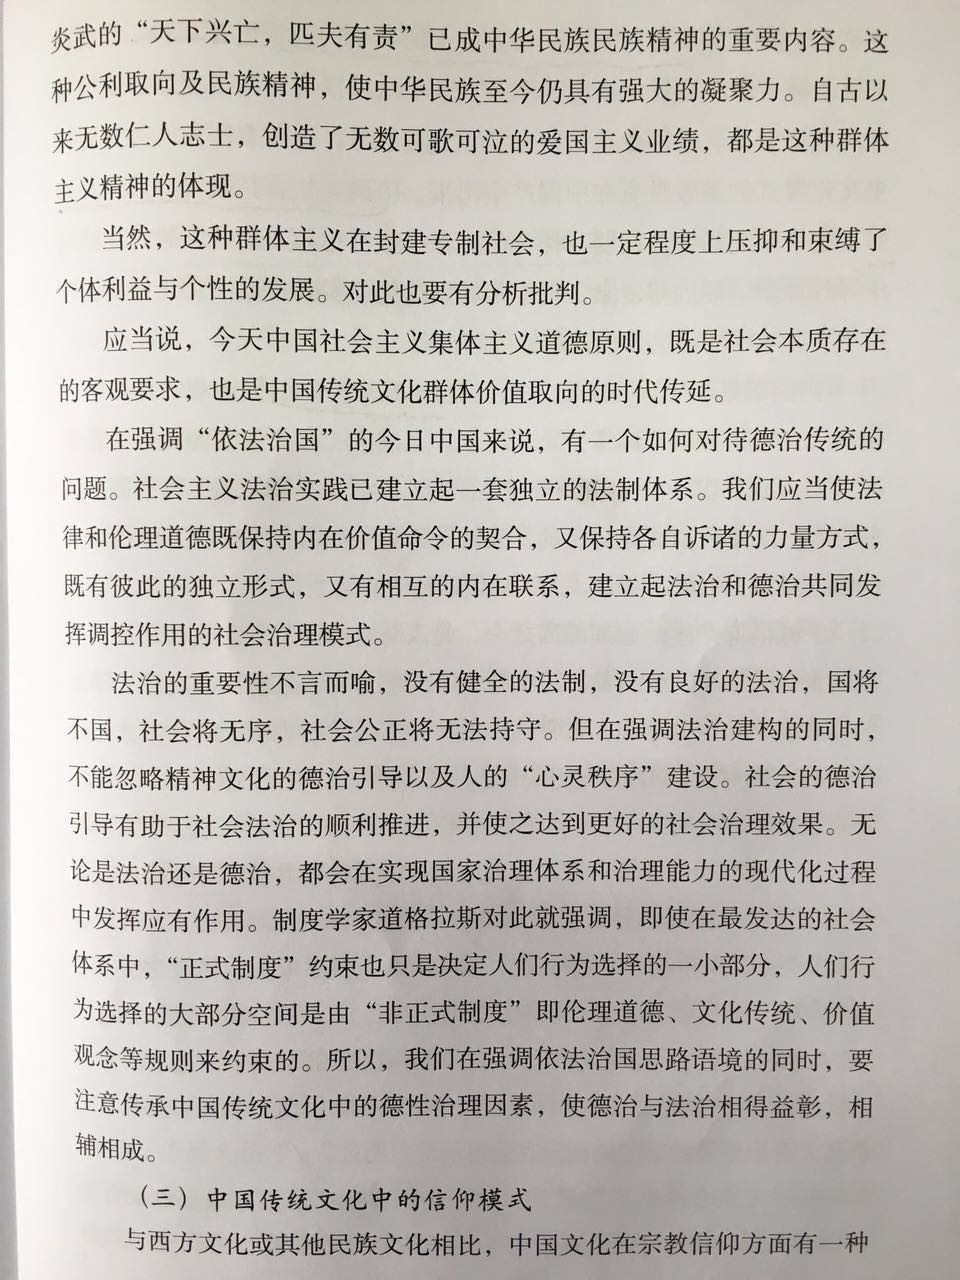 炎武的“天下兴亡，匹夫有责”已成中华民族民族精神的重要内容。这
种公利取向及民族精神，使中华民族至今仍具有强大的凝聚力。自古以
来无数仁人志士，创造了无数可歌可泣的爱国主义业绩，都是这种群体
主义精神的体现。
当然，这种群体主义在封建专制社会，也一定程度上压抑和束缚了
个体利益与个性的发展。对此也要有分析批判。
应当说，今天中国社会主义集体主义道德原则，既是社会本质存在
的客观要求，也是中国传统文化群体价值取向的时代传延。
在强调“依法治国”的今日中国来说，有一个如何对待德治传统的
问题。社会主义法治实践已建立起一套独立的法制体系。我们应当使法
律和伦理道德既保持内在价值命令的契合，又保持各自诉诸的力量方式，
既有彼此的独立形式，又有相互的内在联系，建立起法治和德治共同发
挥调控作用的社会治理模式。
法治的重要性不言而喻，没有健全的法制，没有良好的法治，国将
不国，社会将无序，社会公正将无法持守。但在强调法治建构的同时，
不能忽略精神文化的德治引导以及人的“心灵秩序”建设。社会的德治
引导有助于社会法治的顺利推进，并使之达到更好的社会治理效果。无
论是法治还是德治，都会在实现国家治理体系和治理能力的现代化过程
中发挥应有作用。制度学家道格拉斯对此就强调，即使在最发达的社会
体系中，“正式制度”约束也只是决定人们行为选择的一小部分，人们行
为选择的大部分空间是由“非正式制度”即伦理道德、文化传统、价值
观念等规则来约束的。所以，我们在强调依法治国思路语境的同时，要
注意传承中国传统文化中的德性治理因素，使德治与法治相得益彰，相
辅相成。
（三）中国传统文化中的信仰模式
与西方文化或其他民族文化相比，中国文化在宗教信仰方面有一种